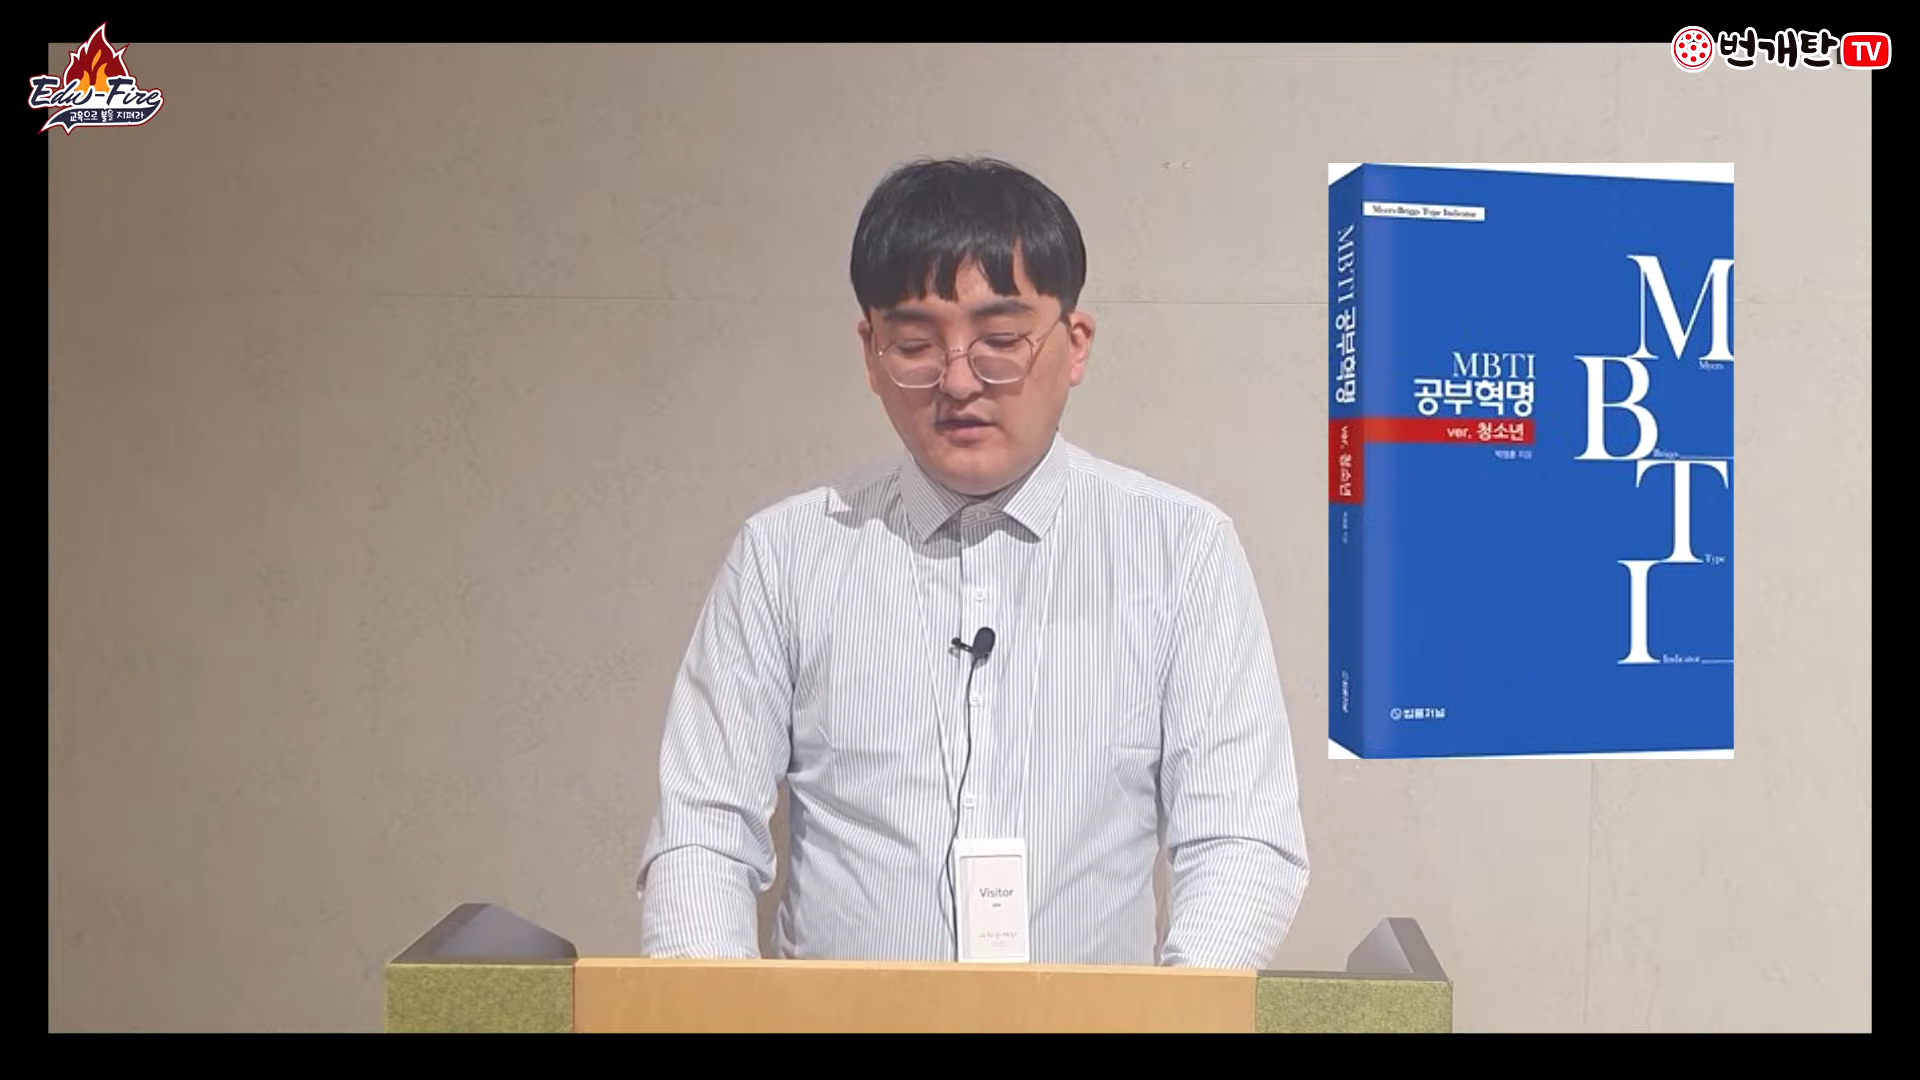 Edu-Fire
교육으로 불을 지펴라
번개탄 TV
Myers-Briggs Type Indicator
MBTI 공부혁명
ver. 청소년
MBTI
공부혁명
ver. 청소년
M
Myers
B
Briggs
T
Type
I
Indicator
Visitor